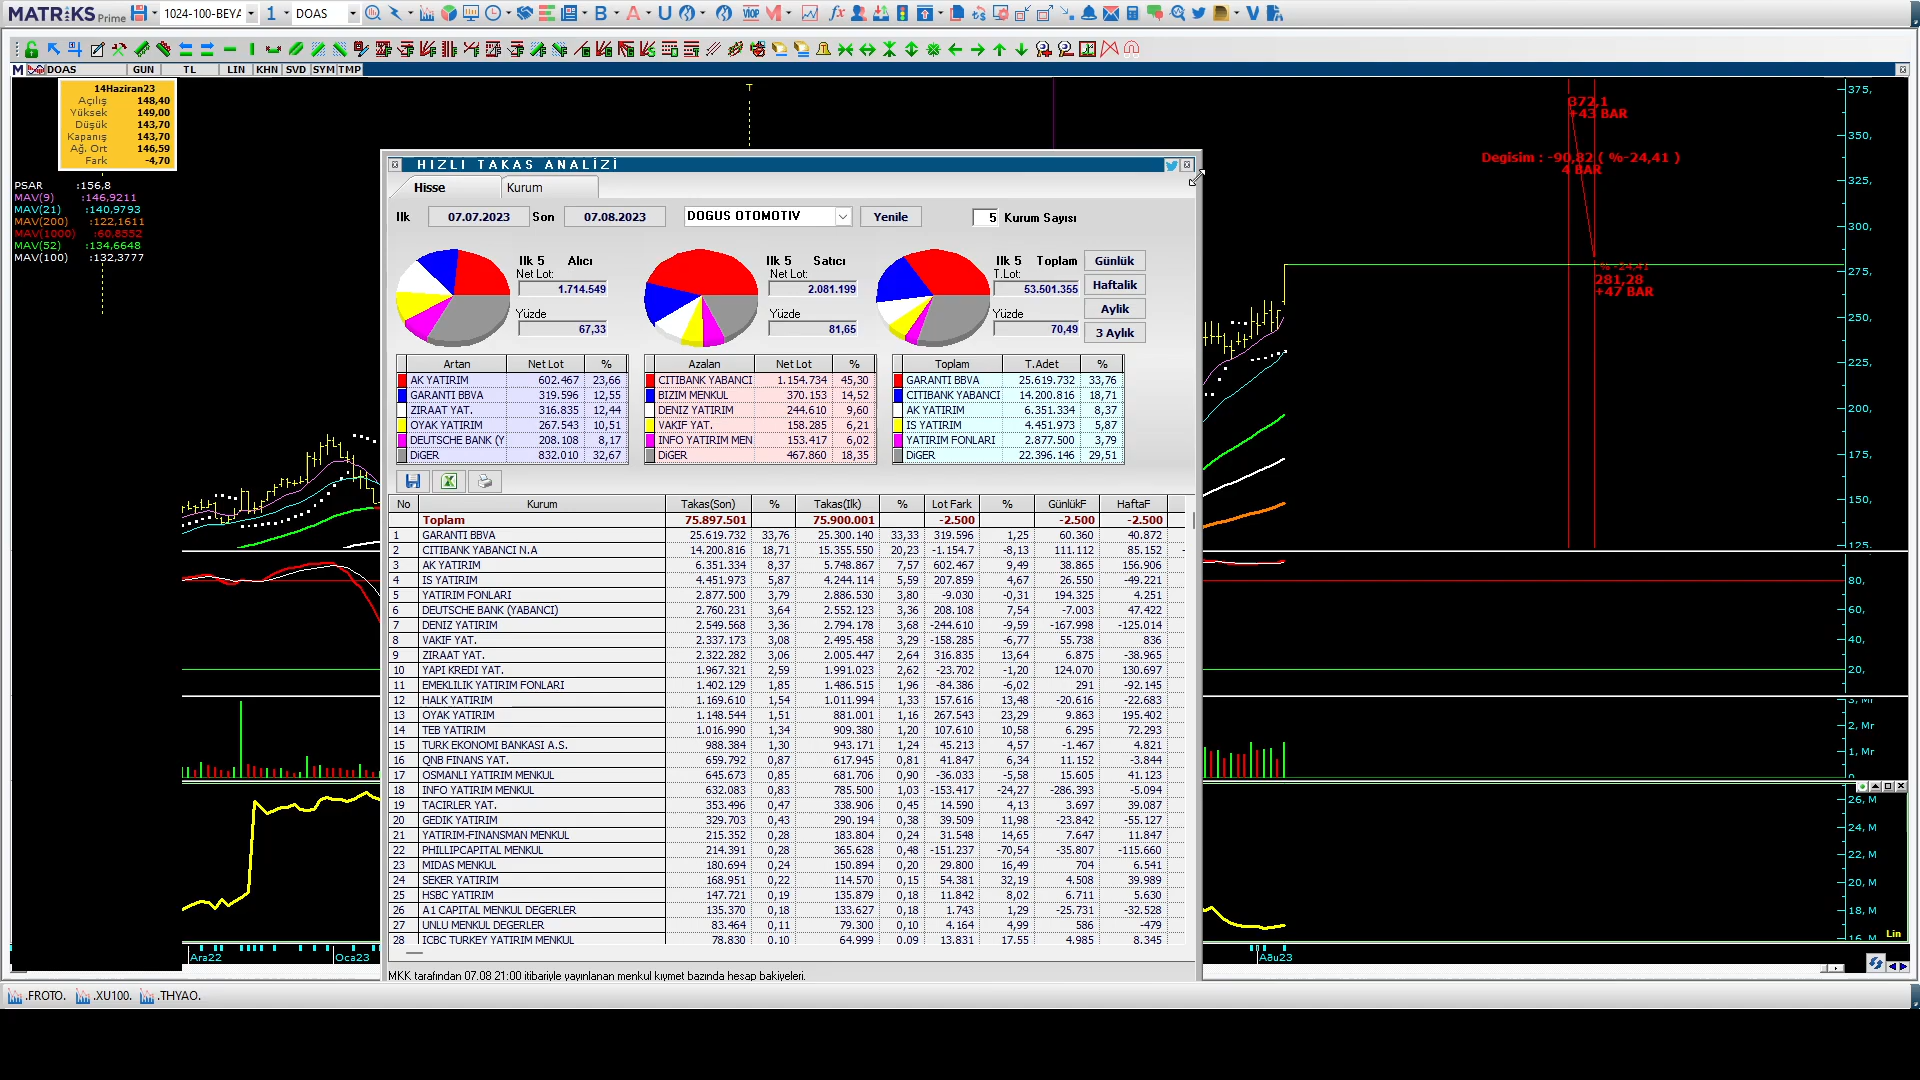 MATRİKS Prime 1024-100-BEYA 1 DOAS B A U VIOP M fx V
M DOAS GUN TL LIN KHN SVD SYM TMP
14Haziran23
Açılış 148,40
Yüksek 149,00
Düşük 143,70
Kapanış 143,70
Ağ. Ort 146,59
Fark -4,70
PSAR :156,8
MAV(9) :146,9211
MAV(21) :140,9793
MAV(200) :122,1611
MAV(1000) :60,8552
MAV(52) :134,6648
MAV(100) :132,3777
T
372,1
+43 BAR
Degisim : -90,82 ( %-24,41 )
4 BAR
% -24,41
281,28
+47 BAR
375,
350,
325,
300,
275,
250,
225,
200,
175,
150,
125,
80,
60,
40,
20,
3, Mr
2, Mr
1, Mr
0,
26, M
24, M
22, M
20, M
18, M
16, M
Lin
HIZLI TAKAS ANALİZİ
Hisse Kurum
Ilk 07.07.2023 Son 07.08.2023 DOGUS OTOMOTIV Yenile 5 Kurum Sayısı
Ilk 5 Alıcı
Net Lot:
1.714.549
Yüzde
67,33
Ilk 5 Satıcı
Net Lot:
2.081.199
Yüzde
81,65
Ilk 5 Toplam
T.Lot:
53.501.355
Yüzde
70,49
Günlük
Haftalık
Aylik
3 Aylık
Artan Net Lot %
AK YATIRIM 602.467 23,66
GARANTI BBVA 319.596 12,55
ZIRAAT YAT. 316.835 12,44
OYAK YATIRIM 267.543 10,51
DEUTSCHE BANK (Y 208.108 8,17
DiGER 832.010 32,67
Azalan Net Lot %
CITIBANK YABANCI 1.154.734 45,30
BIZIM MENKUL 370.153 14,52
DENIZ YATIRIM 244.610 9,60
VAKIF YAT. 158.285 6,21
INFO YATIRIM MEN 153.417 6,02
DiGER 467.860 18,35
Toplam T.Adet %
GARANTI BBVA 25.619.732 33,76
CITIBANK YABANCI 14.200.816 18,71
AK YATIRIM 6.351.334 8,37
IS YATIRIM 4.451.973 5,87
YATIRIM FONLARI 2.877.500 3,79
DiGER 22.396.146 29,51
No Kurum Takas(Son) % Takas(Ilk) % Lot Fark % GünlükF HaftaF
Toplam 75.897.501 75.900.001 -2.500 -2.500 -2.500
1 GARANTI BBVA 25.619.732 33,76 25.300.140 33,33 319.596 1,25 60.360 40.872
2 CITIBANK YABANCI N.A 14.200.816 18,71 15.355.550 20,23 -1.154.7 -8,13 111.112 85.152 -
3 AK YATIRIM 6.351.334 8,37 5.748.867 7,57 602.467 9,49 38.865 156.906
4 IS YATIRIM 4.451.973 5,87 4.244.114 5,59 207.859 4,67 26.550 -49.221
5 YATIRIM FONLARI 2.877.500 3,79 2.886.530 3,80 -9.030 -0,31 194.325 4.251
6 DEUTSCHE BANK (YABANCI) 2.760.231 3,64 2.552.123 3,36 208.108 7,54 -7.003 47.422
7 DENIZ YATIRIM 2.549.568 3,36 2.794.178 3,68 -244.610 -9,59 -167.998 -125.014
8 VAKIF YAT. 2.337.173 3,08 2.495.458 3,29 -158.285 -6,77 55.738 836
9 ZIRAAT YAT. 2.322.282 3,06 2.005.447 2,64 316.835 13,64 6.875 -38.965
10 YAPI KREDI YAT. 1.967.321 2,59 1.991.023 2,62 -23.702 -1,20 124.070 130.697
11 EMEKLILIK YATIRIM FONLARI 1.402.129 1,85 1.486.515 1,96 -84.386 -6,02 291 -92.145
12 HALK YATIRIM 1.169.610 1,54 1.011.994 1,33 157.616 13,48 -20.616 -22.683
13 OYAK YATIRIM 1.148.544 1,51 881.001 1,16 267.543 23,29 9.863 195.402
14 TEB YATIRIM 1.016.990 1,34 909.380 1,20 107.610 10,58 6.295 72.293
15 TURK EKONOMI BANKASI A.S. 988.384 1,30 943.171 1,24 45.213 4,57 -1.467 4.821
16 QNB FINANS YAT. 659.792 0,87 617.945 0,81 41.847 6,34 11.152 -3.844
17 OSMANLI YATIRIM MENKUL 645.673 0,85 681.706 0,90 -36.033 -5,58 15.605 41.123
18 INFO YATIRIM MENKUL 632.083 0,83 785.500 1,03 -153.417 -24,27 -286.393 -5.094
19 TACIRLER YAT. 353.496 0,47 338.906 0,45 14.590 4,13 3.697 39.087
20 GEDIK YATIRIM 329.703 0,43 290.194 0,38 39.509 11,98 -23.842 -55.127
21 YATIRIM-FINANSMAN MENKUL 215.352 0,28 183.804 0,24 31.548 14,65 7.647 11.847
22 PHILLIPCAPITAL MENKUL 214.391 0,28 365.628 0,48 -151.237 -70,54 -35.807 -115.660
23 MIDAS MENKUL 180.694 0,24 150.894 0,20 29.800 16,49 704 6.541
24 SEKER YATIRIM 168.951 0,22 114.570 0,15 54.381 32,19 4.508 39.989
25 HSBC YATIRIM 147.721 0,19 135.879 0,18 11.842 8,02 6.711 5.630
26 A1 CAPITAL MENKUL DEGERLER 135.370 0,18 133.627 0,18 1.743 1,29 -25.731 -32.528
27 UNLU MENKUL DEGERLER 83.464 0,11 79.300 0,10 4.164 4,99 586 -479
28 ICBC TURKEY YATIRIM MENKUL 78.830 0,10 64.999 0,09 13.831 17,55 4.985 8.345
MKK tarafından 07.08 21:00 itibariyle yayınlanan menkul kıymet bazında hesap bakiyeleri.
Ara22 Oca23 Ağu23
.FROTO. .XU100. .THYAO.